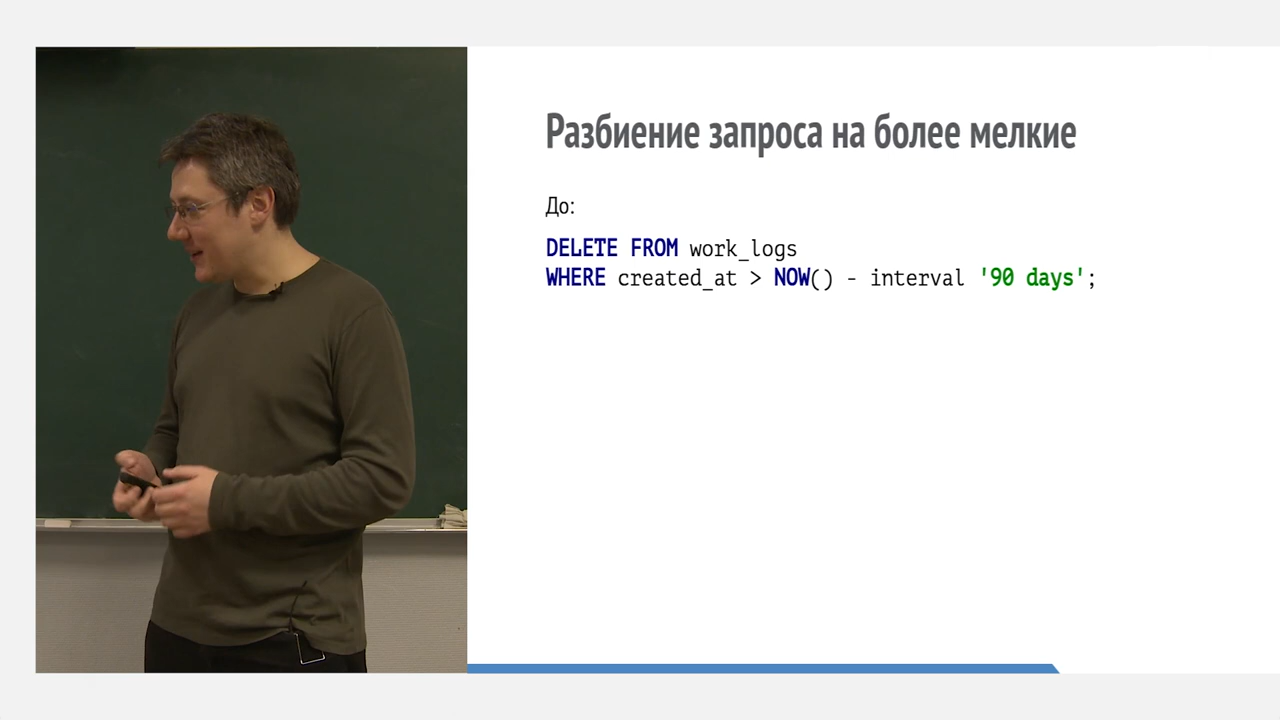 Разбиение запроса на более мелкие
До:
DELETE FROM work_logs
WHERE created_at > NOW() - interval '90 days';